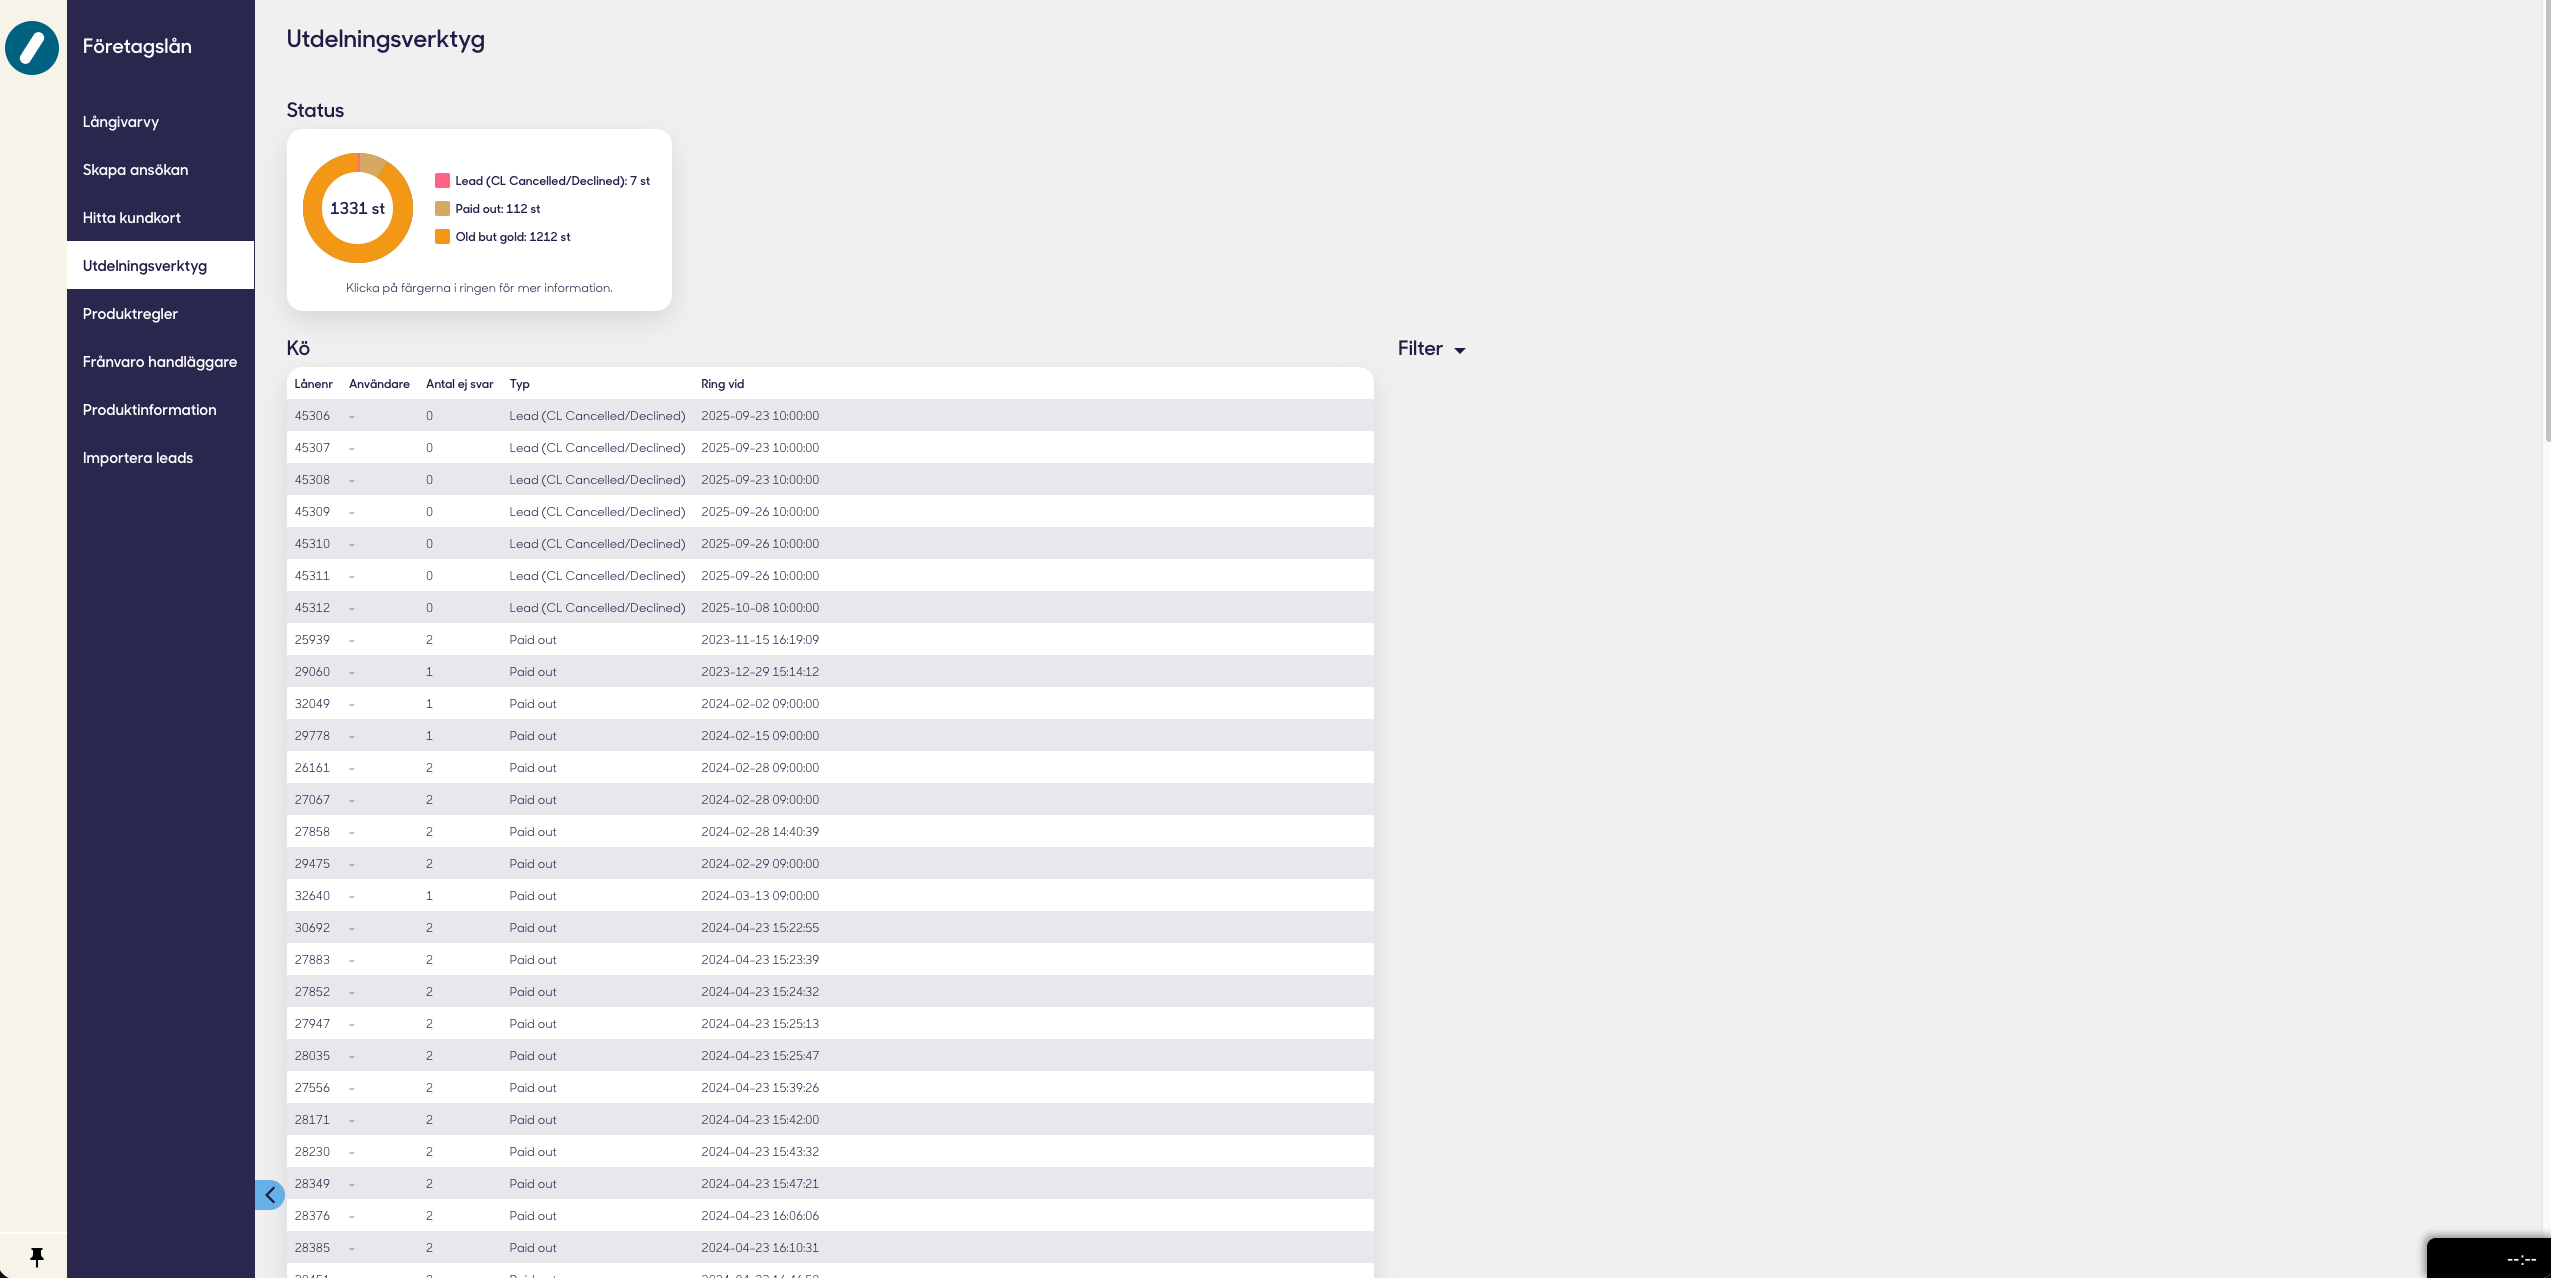 Företagslån
Långivarvy
Skapa ansökan
Hitta kundkort
Utdelningsverktyg
Produktregler
Frånvaro handläggare
Produktinformation
Importera leads
Utdelningsverktyg
Status
1331 st
Lead (CL Cancelled/Declined): 7 st
Paid out: 112 st
Old but gold: 1212 st
Klicka på färgerna i ringen för mer information.
Kö
Filter
Lånenr Användare Antal ej svar Typ Ring vid
45306 - 0 Lead (CL Cancelled/Declined) 2025-09-23 10:00:00
45307 - 0 Lead (CL Cancelled/Declined) 2025-09-23 10:00:00
45308 - 0 Lead (CL Cancelled/Declined) 2025-09-23 10:00:00
45309 - 0 Lead (CL Cancelled/Declined) 2025-09-26 10:00:00
45310 - 0 Lead (CL Cancelled/Declined) 2025-09-26 10:00:00
45311 - 0 Lead (CL Cancelled/Declined) 2025-09-26 10:00:00
45312 - 0 Lead (CL Cancelled/Declined) 2025-10-08 10:00:00
25939 - 2 Paid out 2023-11-15 16:19:09
29060 - 1 Paid out 2023-12-29 15:14:12
32049 - 1 Paid out 2024-02-02 09:00:00
29778 - 1 Paid out 2024-02-15 09:00:00
26161 - 2 Paid out 2024-02-28 09:00:00
27067 - 2 Paid out 2024-02-28 09:00:00
27858 - 2 Paid out 2024-02-28 14:40:39
29475 - 2 Paid out 2024-02-29 09:00:00
32640 - 1 Paid out 2024-03-13 09:00:00
30692 - 2 Paid out 2024-04-23 15:22:55
27883 - 2 Paid out 2024-04-23 15:23:39
27852 - 2 Paid out 2024-04-23 15:24:32
27947 - 2 Paid out 2024-04-23 15:25:13
28035 - 2 Paid out 2024-04-23 15:25:47
27556 - 2 Paid out 2024-04-23 15:39:26
28171 - 2 Paid out 2024-04-23 15:42:00
28230 - 2 Paid out 2024-04-23 15:43:32
28349 - 2 Paid out 2024-04-23 15:47:21
28376 - 2 Paid out 2024-04-23 16:06:06
28385 - 2 Paid out 2024-04-23 16:10:31
--:--